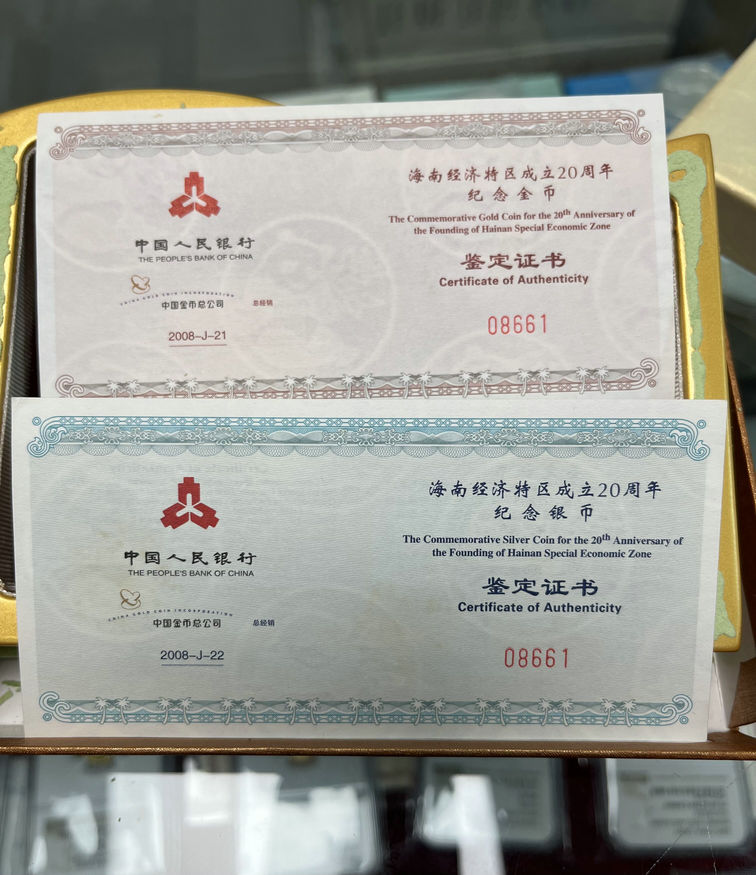 海南经济特区成立20周年
纪念金币
The Commemorative Gold Coin for the 20th Anniversary of
the Founding of Hainan Special Economic Zone
中国人民银行
THE PEOPLE'S BANK OF CHINA
鉴定证书
Certificate of Authenticity
CHINA GOLD COIN INCORPORATION
中国金币总公司 总经销
08661
2008-J-21
海南经济特区成立20周年
纪念银币
The Commemorative Silver Coin for the 20th Anniversary of
the Founding of Hainan Special Economic Zone
中国人民银行
THE PEOPLE'S BANK OF CHINA
鉴定证书
Certificate of Authenticity
CHINA GOLD COIN INCORPORATION
中国金币总公司 总经销
08661
2008-J-22